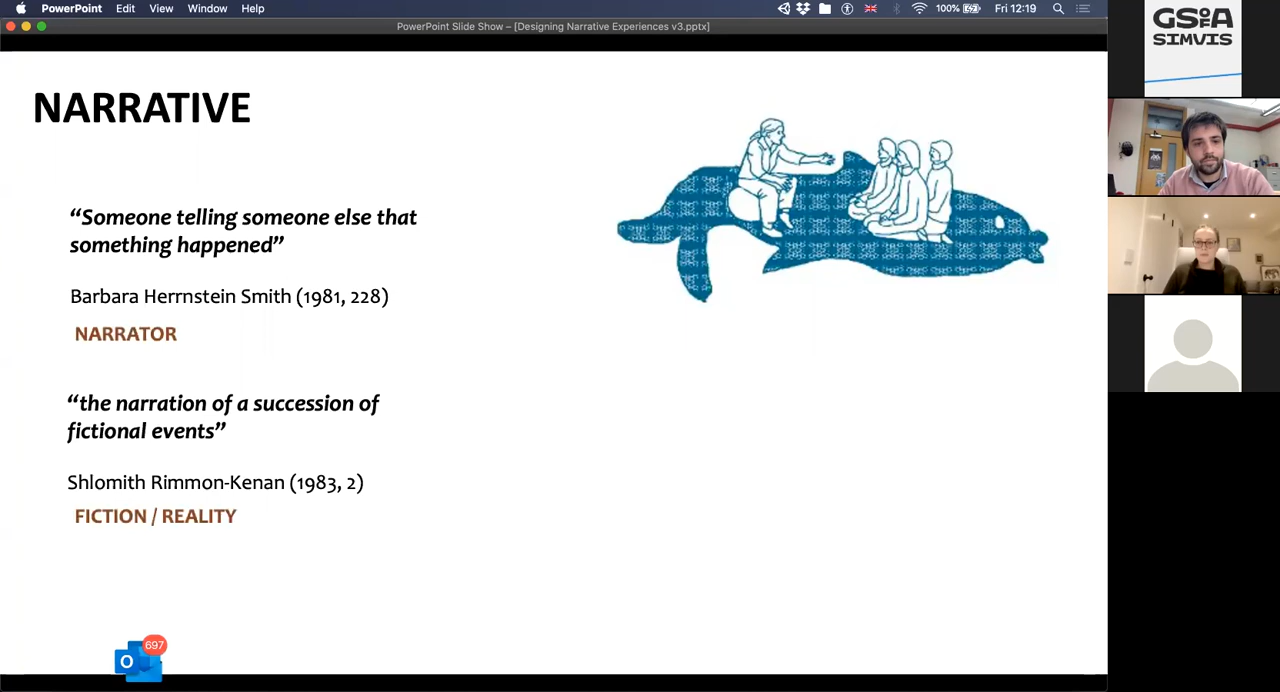 PowerPoint Edit View Window Help
100% Fri 12:19
PowerPoint Slide Show – [Designing Narrative Experiences v3.pptx]
GSofA
SIMVIS
NARRATIVE
“Someone telling someone else that
something happened”
Barbara Herrnstein Smith (1981, 228)
NARRATOR
“the narration of a succession of
fictional events”
Shlomith Rimmon-Kenan (1983, 2)
FICTION / REALITY
697
O